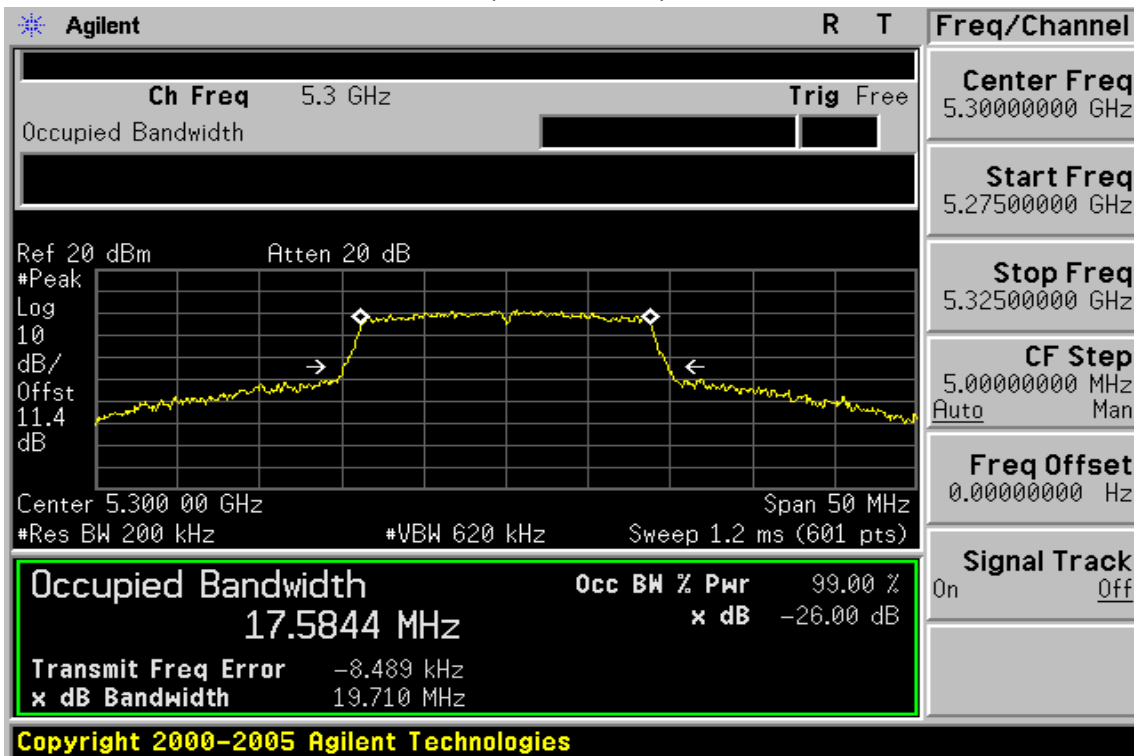 Agilent R T
Ch Freq 5.3 GHz Trig Free
Occupied Bandwidth
Ref 20 dBm Atten 20 dB
#Peak
Log
10
dB/
Offst
11.4
dB
Center 5.300 00 GHz Span 50 MHz
#Res BW 200 kHz #VBW 620 kHz Sweep 1.2 ms (601 pts)
Occupied Bandwidth Occ BW % Pwr 99.00 %
17.5844 MHz x dB -26.00 dB
Transmit Freq Error -8.489 kHz
x dB Bandwidth 19.710 MHz
Copyright 2000-2005 Agilent Technologies
Freq/Channel
Center Freq
5.30000000 GHz
Start Freq
5.27500000 GHz
Stop Freq
5.32500000 GHz
CF Step
5.00000000 MHz
Auto Man
Freq Offset
0.00000000 Hz
Signal Track
On Off